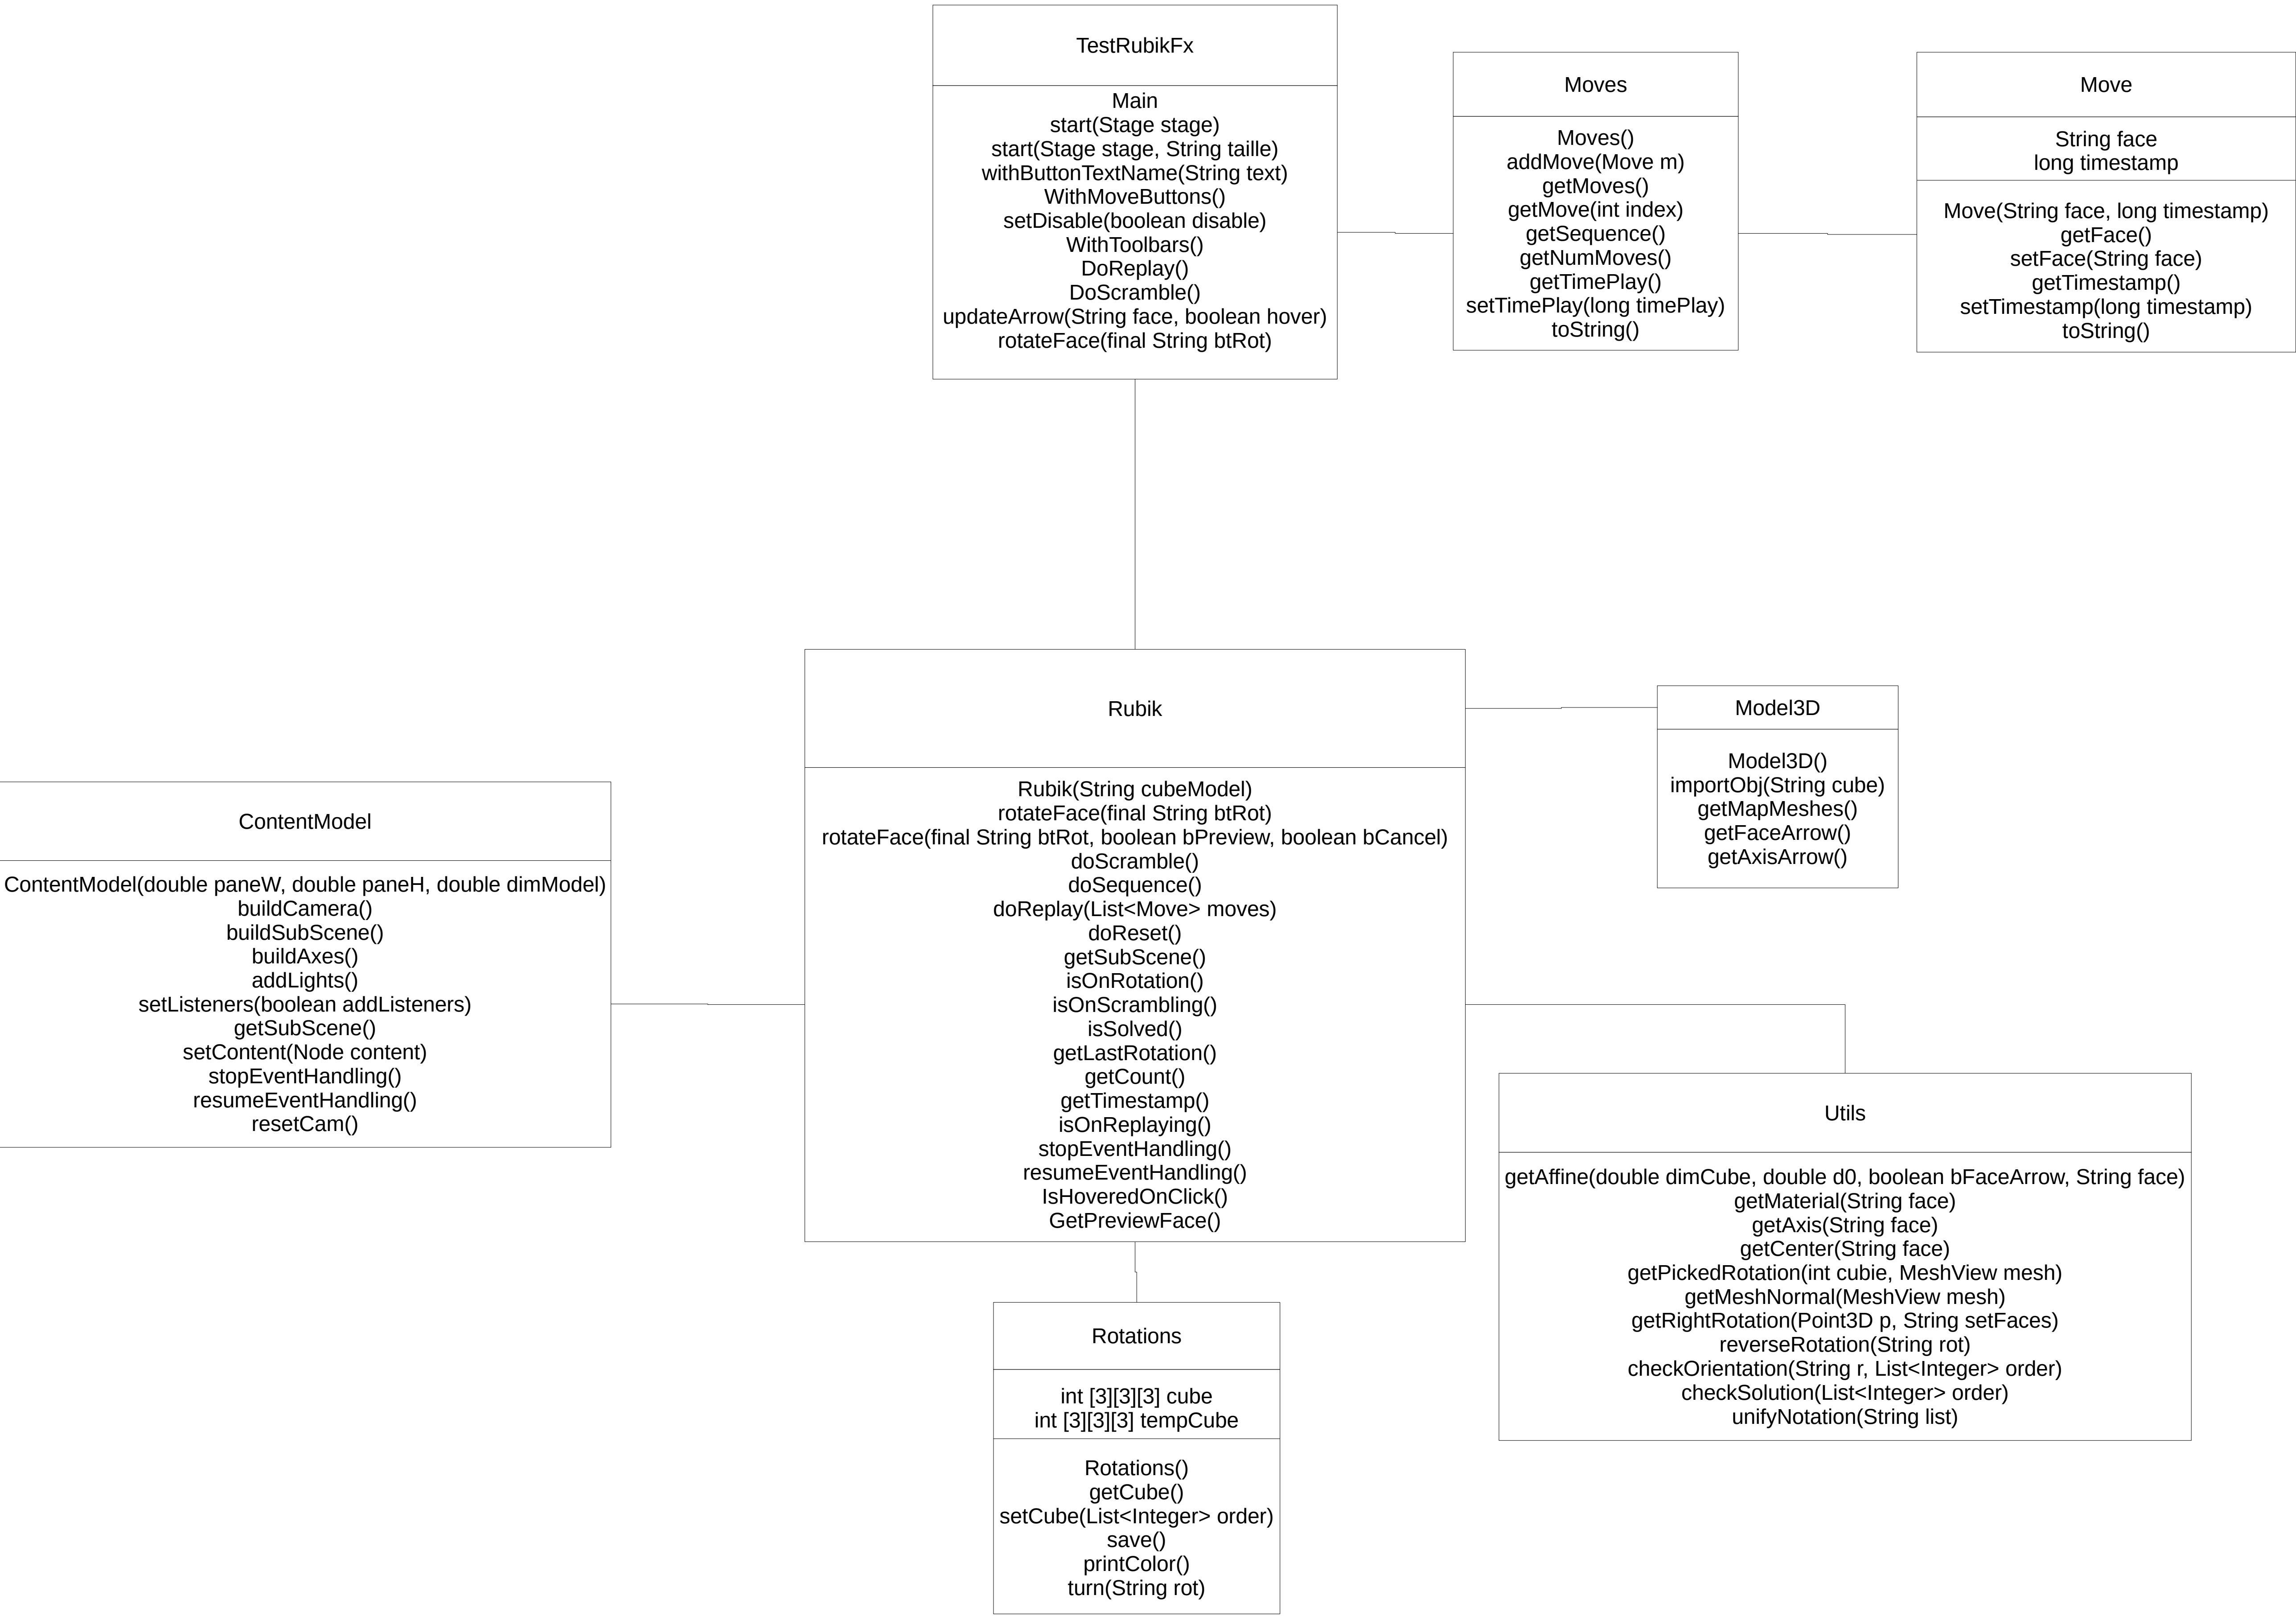 TestRubikFx
Main
start(Stage stage)
start(Stage stage, String taille)
withButtonTextName(String text)
WithMoveButtons()
setDisable(boolean disable)
WithToolbars()
DoReplay()
DoScramble()
updateArrow(String face, boolean hover)
rotateFace(final String btRot)
Moves
Moves()
addMove(Move m)
getMoves()
getMove(int index)
getSequence()
getNumMoves()
getTimePlay()
setTimePlay(long timePlay)
toString()
Move
String face
long timestamp
Move(String face, long timestamp)
getFace()
setFace(String face)
getTimestamp()
setTimestamp(long timestamp)
toString()
Rubik
Rubik(String cubeModel)
rotateFace(final String btRot)
rotateFace(final String btRot, boolean bPreview, boolean bCancel)
doScramble()
doSequence()
doReplay(List<Move> moves)
doReset()
getSubScene()
isOnRotation()
isOnScrambling()
isSolved()
getLastRotation()
getCount()
getTimestamp()
isOnReplaying()
stopEventHandling()
resumeEventHandling()
IsHoveredOnClick()
GetPreviewFace()
Model3D
Model3D()
importObj(String cube)
getMapMeshes()
getFaceArrow()
getAxisArrow()
ContentModel
ContentModel(double paneW, double paneH, double dimModel)
buildCamera()
buildSubScene()
buildAxes()
addLights()
setListeners(boolean addListeners)
getSubScene()
setContent(Node content)
stopEventHandling()
resumeEventHandling()
resetCam()
Utils
getAffine(double dimCube, double d0, boolean bFaceArrow, String face)
getMaterial(String face)
getAxis(String face)
getCenter(String face)
getPickedRotation(int cubie, MeshView mesh)
getMeshNormal(MeshView mesh)
getRightRotation(Point3D p, String setFaces)
reverseRotation(String rot)
checkOrientation(String r, List<Integer> order)
checkSolution(List<Integer> order)
unifyNotation(String list)
Rotations
int [3][3][3] cube
int [3][3][3] tempCube
Rotations()
getCube()
setCube(List<Integer> order)
save()
printColor()
turn(String rot)